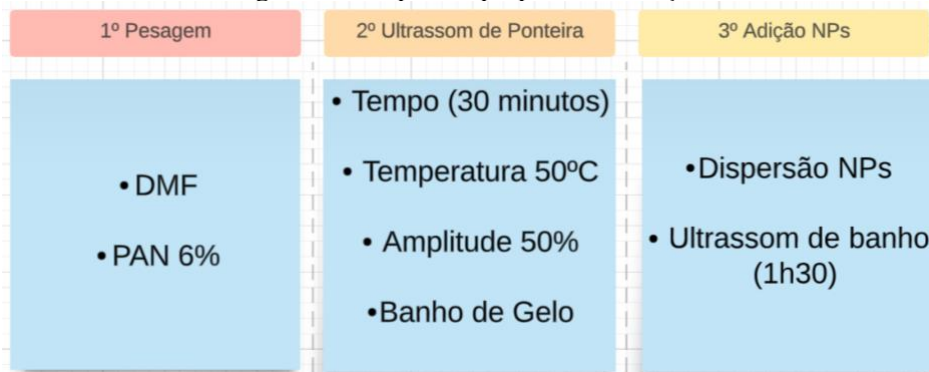 1º Pesagem
2º Ultrassom de Ponteira
3º Adição NPs
• DMF
• PAN 6%
• Tempo (30 minutos)
• Temperatura 50ºC
• Amplitude 50%
•Banho de Gelo
•Dispersão NPs
• Ultrassom de banho
(1h30)